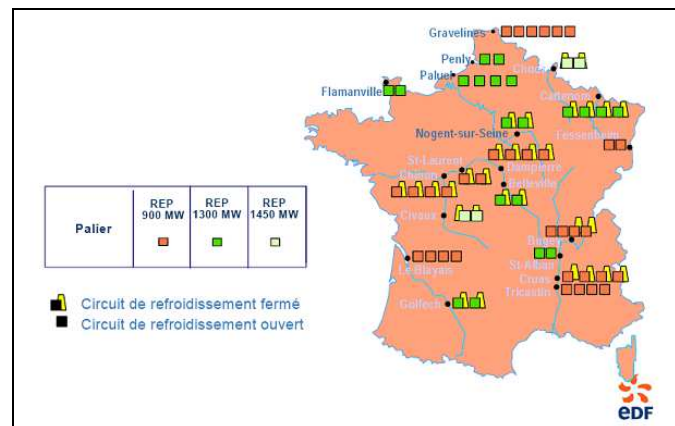 Gravelines
Penly
Chooz
Paluel
Cattenom
Flamanville
Fessenheim
Nogent-sur-Seine
St-Laurent
Dampierre
Chinon
Belleville
Civaux
Bugey
Le Blayais
St-Alban
Cruas
Tricastin
Golfech
Palier
REP
900 MW
REP
1300 MW
REP
1450 MW
Circuit de refroidissement fermé
Circuit de refroidissement ouvert
eDF